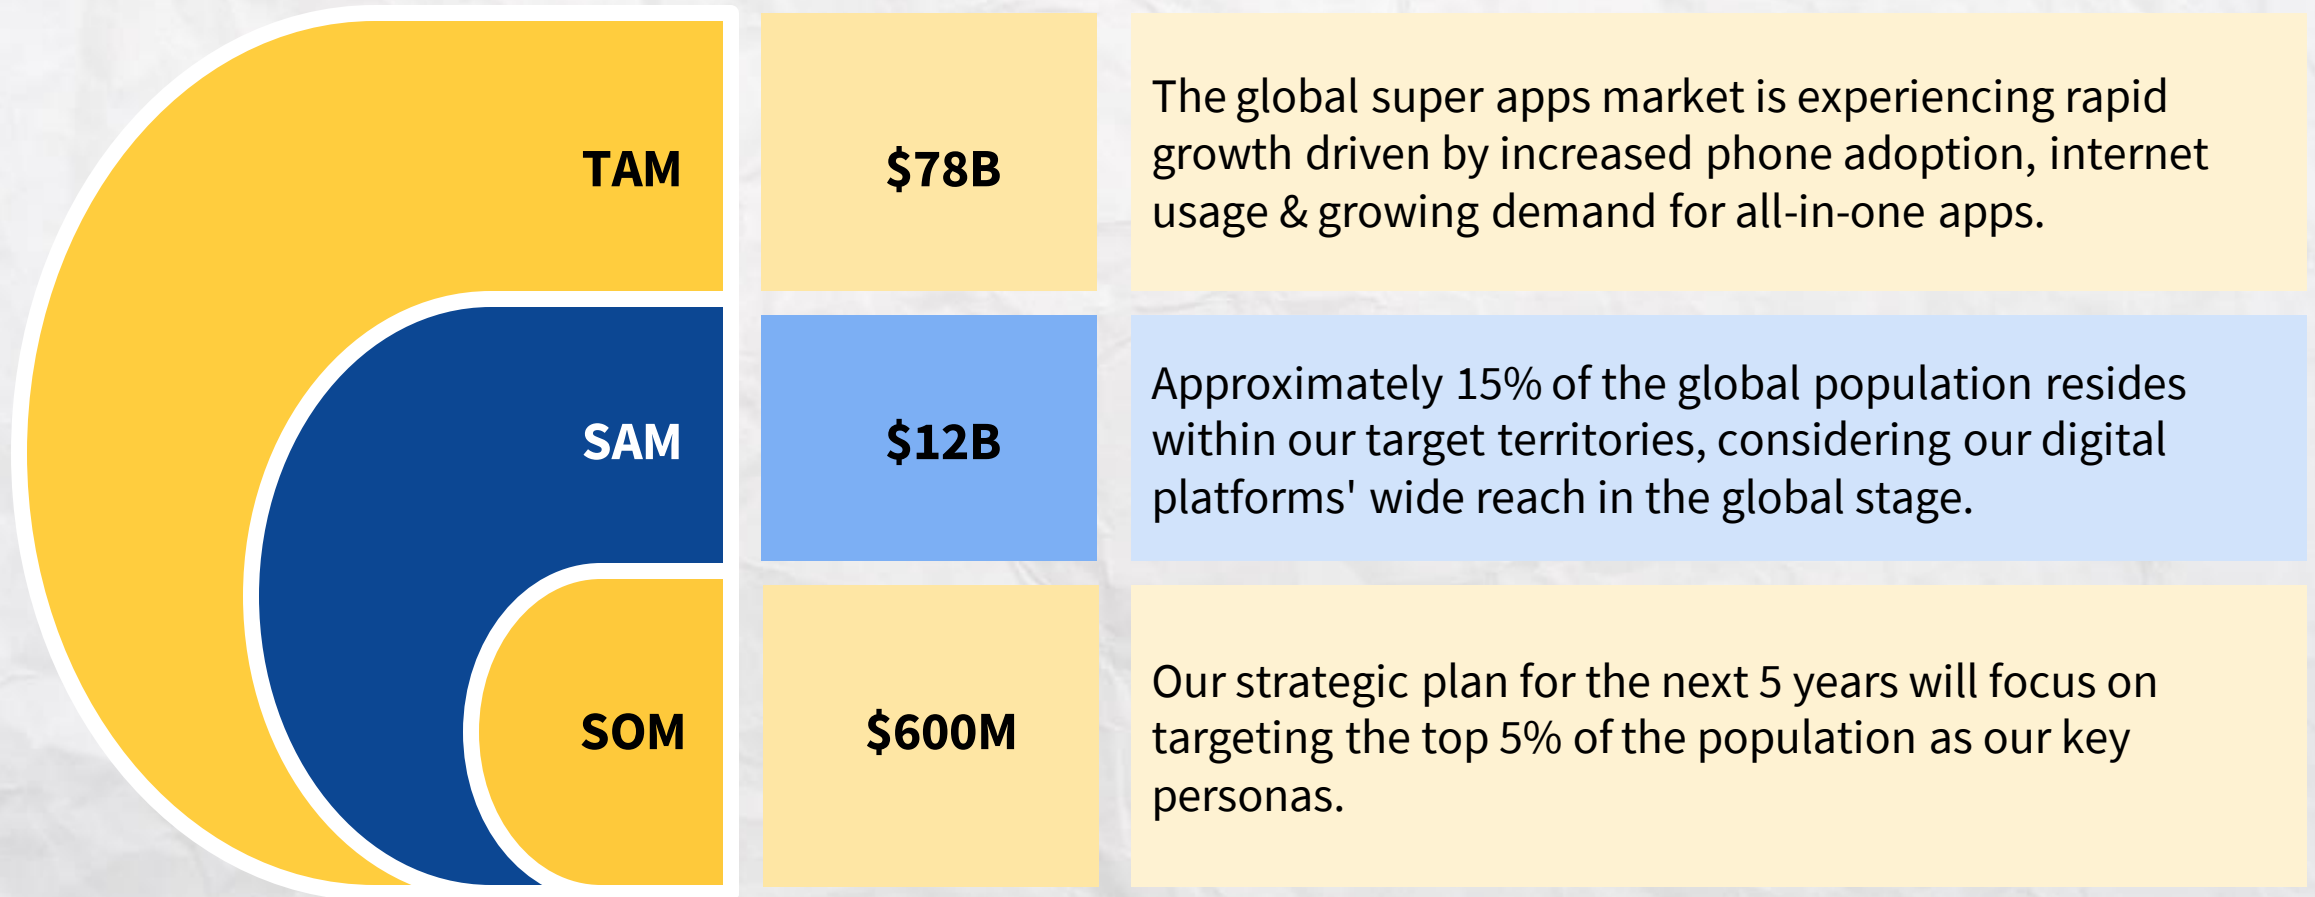 TAM
$78B
The global super apps market is experiencing rapid
growth driven by increased phone adoption, internet
usage & growing demand for all-in-one apps.
SAM
$12B
Approximately 15% of the global population resides
within our target territories, considering our digital
platforms' wide reach in the global stage.
SOM
$600M
Our strategic plan for the next 5 years will focus on
targeting the top 5% of the population as our key
personas.